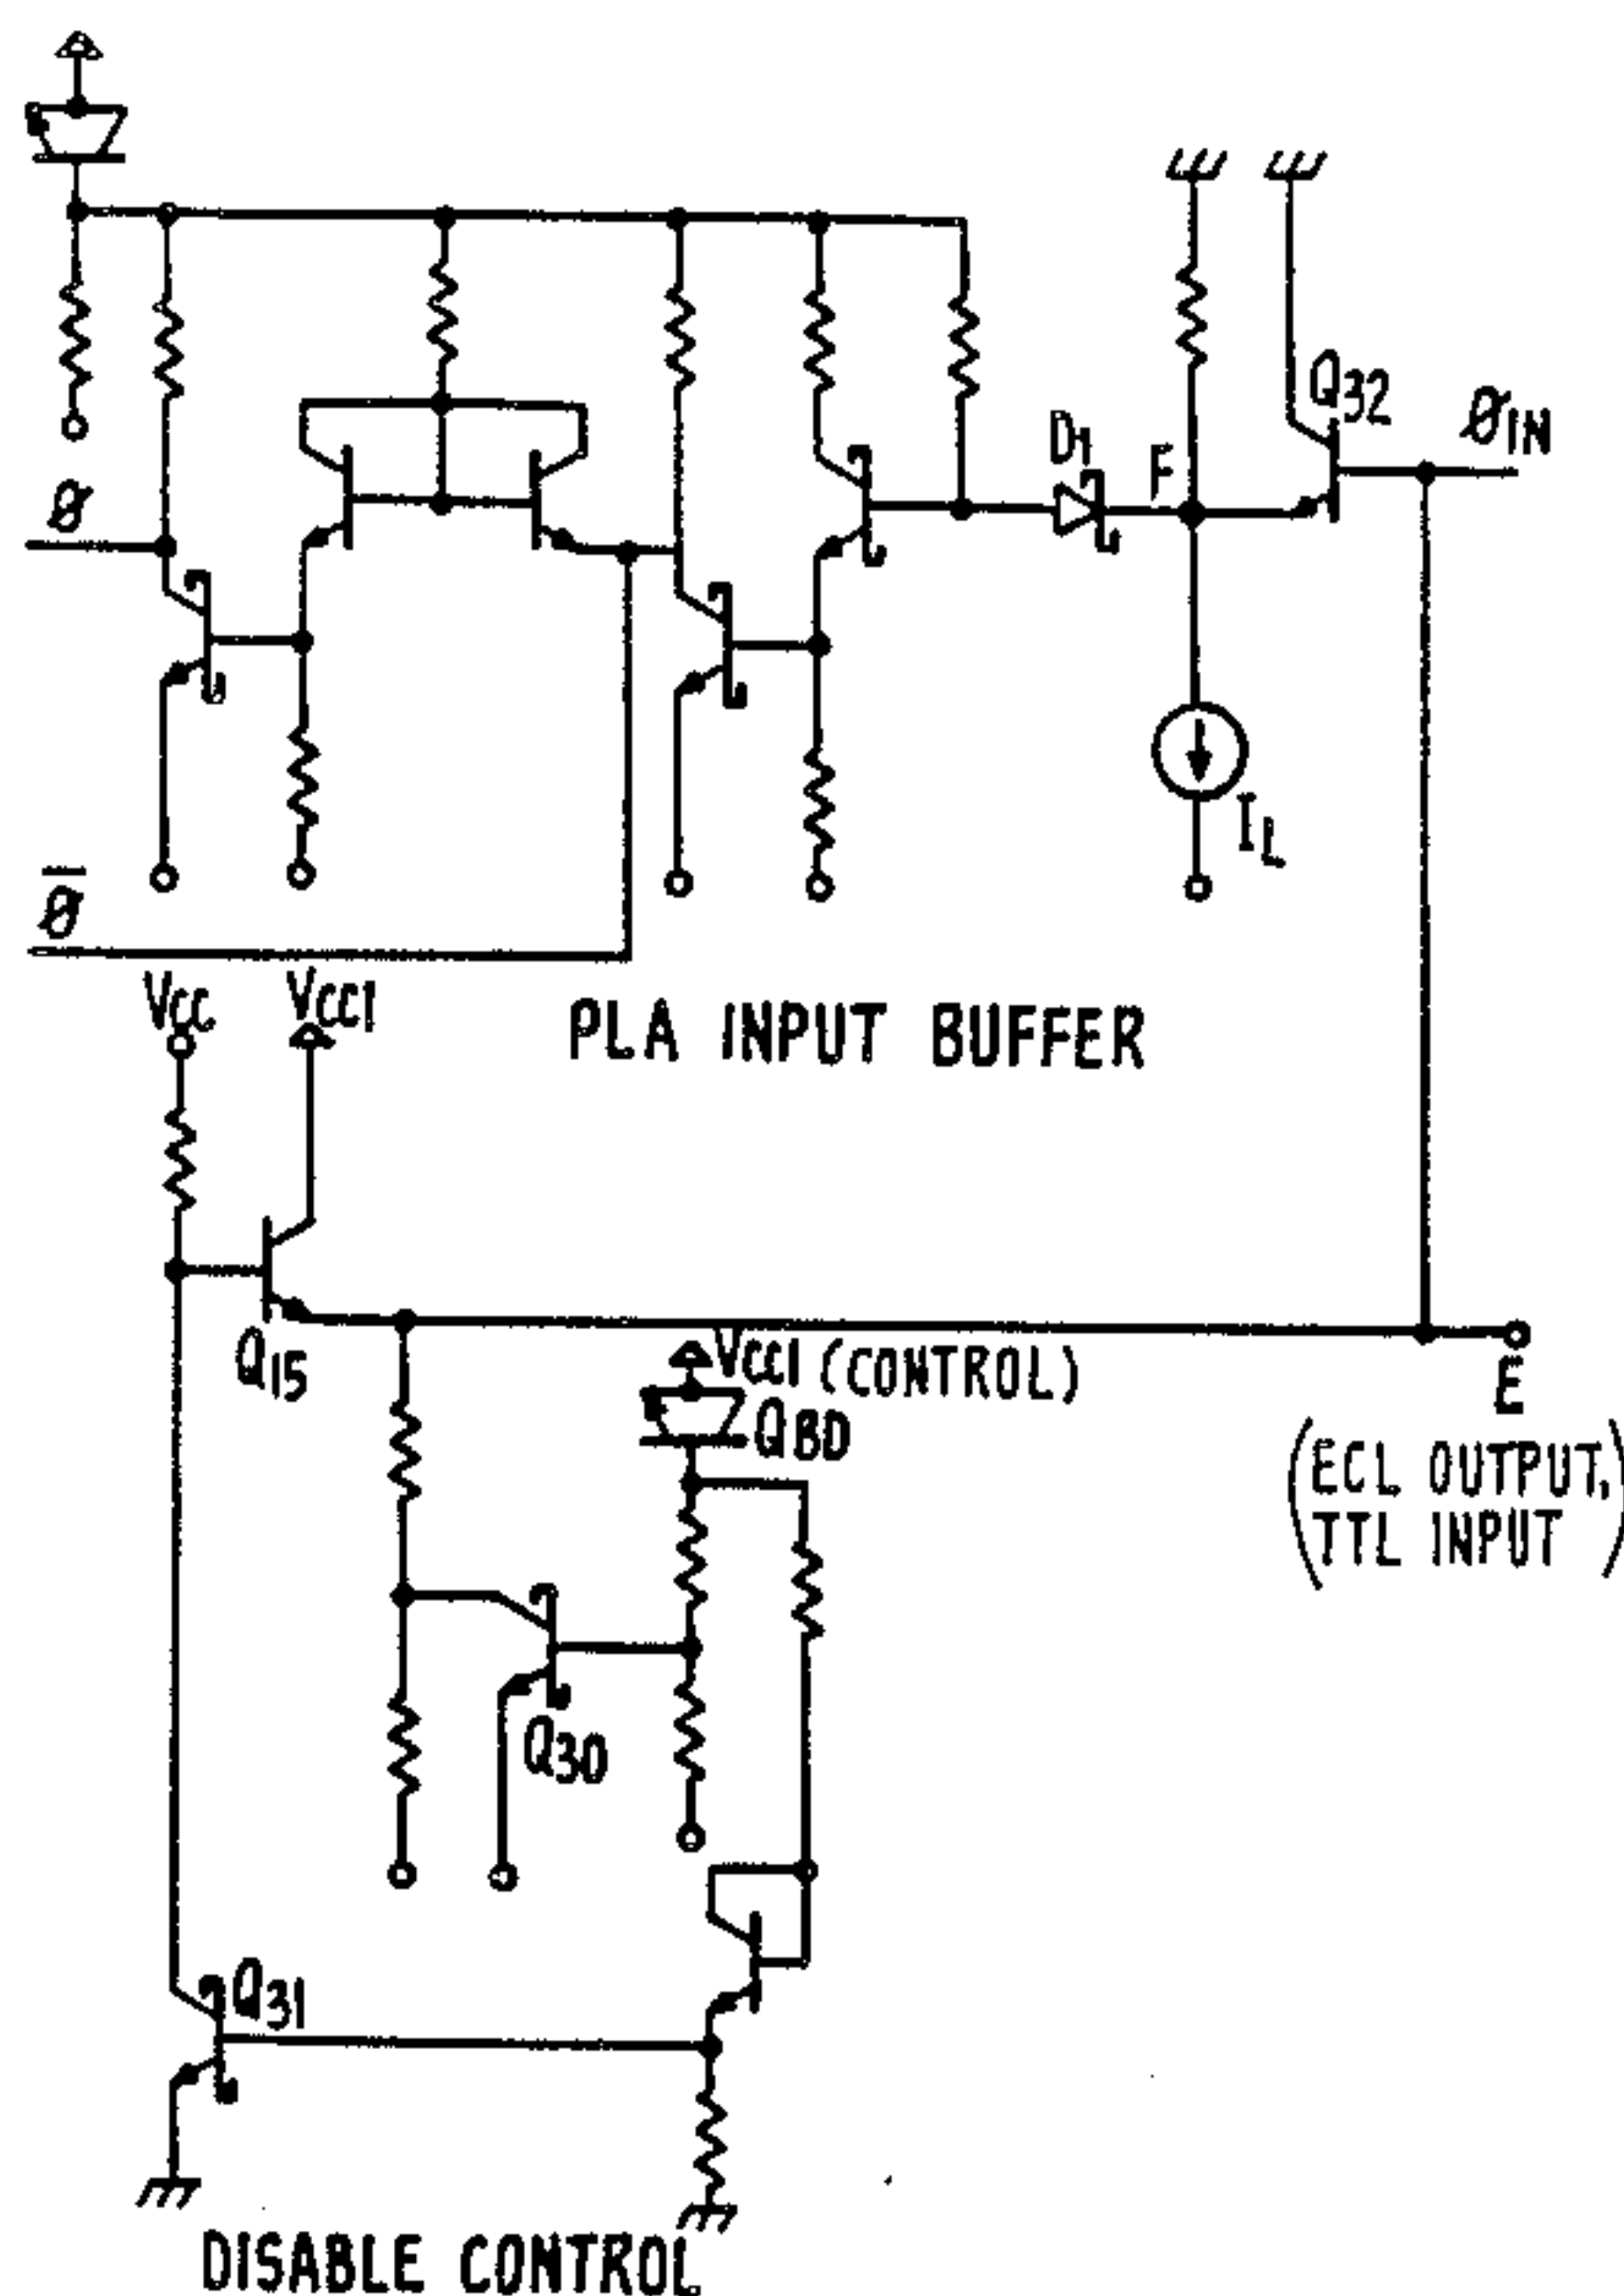 Q32
ØIN
D1
F
Ø
IL
Ø̅
VCC
VCC1
PLA INPUT BUFFER
Q15
VCC1 (CONTROL)
QBD
E
(ECL OUTPUT,
TTL INPUT)
Q30
Q31
DISABLE CONTROL